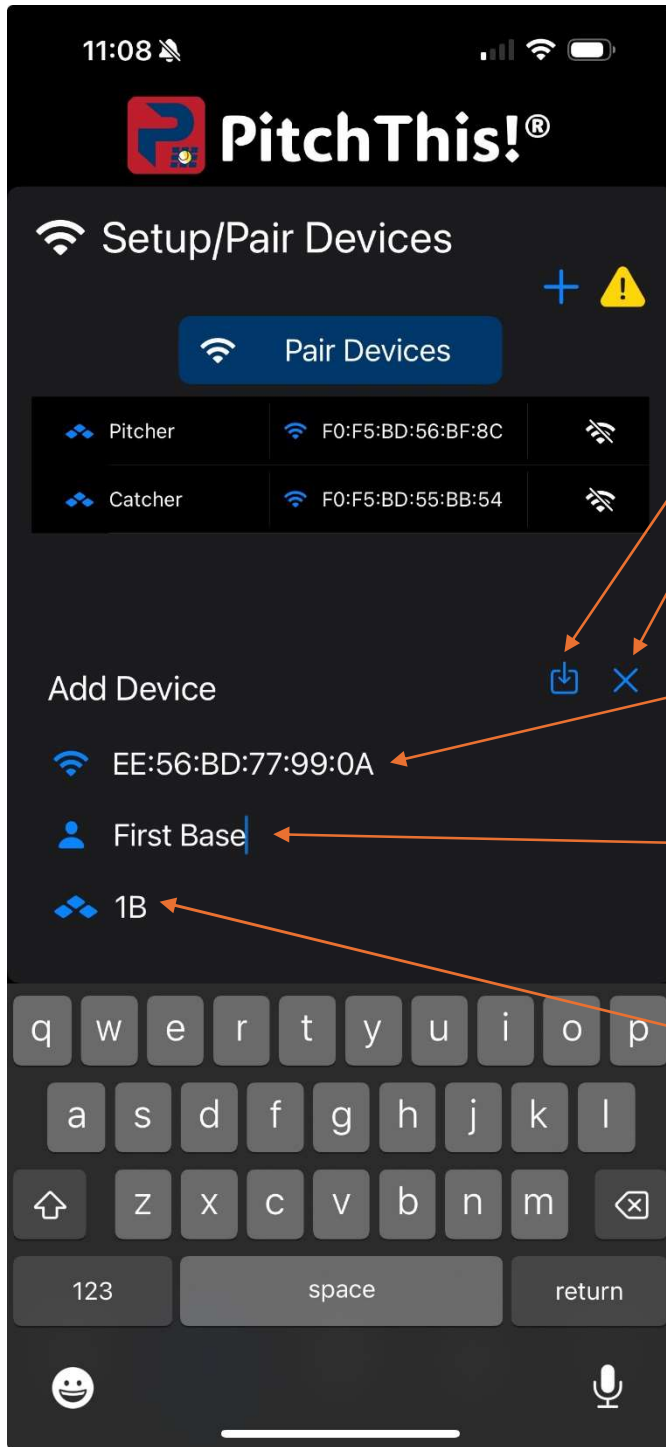 11:08
PitchThis!®
Setup/Pair Devices
Pair Devices
Pitcher F0:F5:BD:56:BF:8C
Catcher F0:F5:BD:55:BB:54
Add Device
EE:56:BD:77:99:0A
First Base
1B
q w e r t y u i o p
a s d f g h j k l
z x c v b n m
123 space return